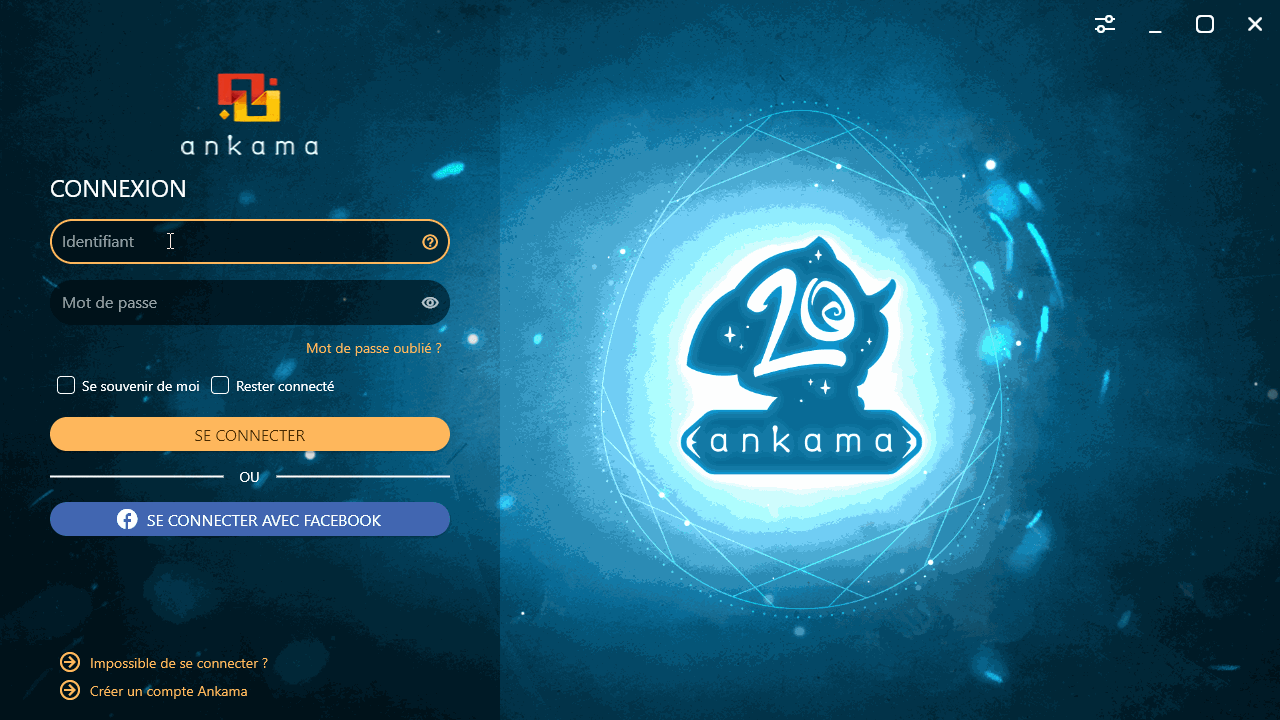 ankama
CONNEXION
Identifiant
Mot de passe
Mot de passe oublié ?
Se souvenir de moi Rester connecté
SE CONNECTER
OU
SE CONNECTER AVEC FACEBOOK
Impossible de se connecter ?
Créer un compte Ankama
20
ankama